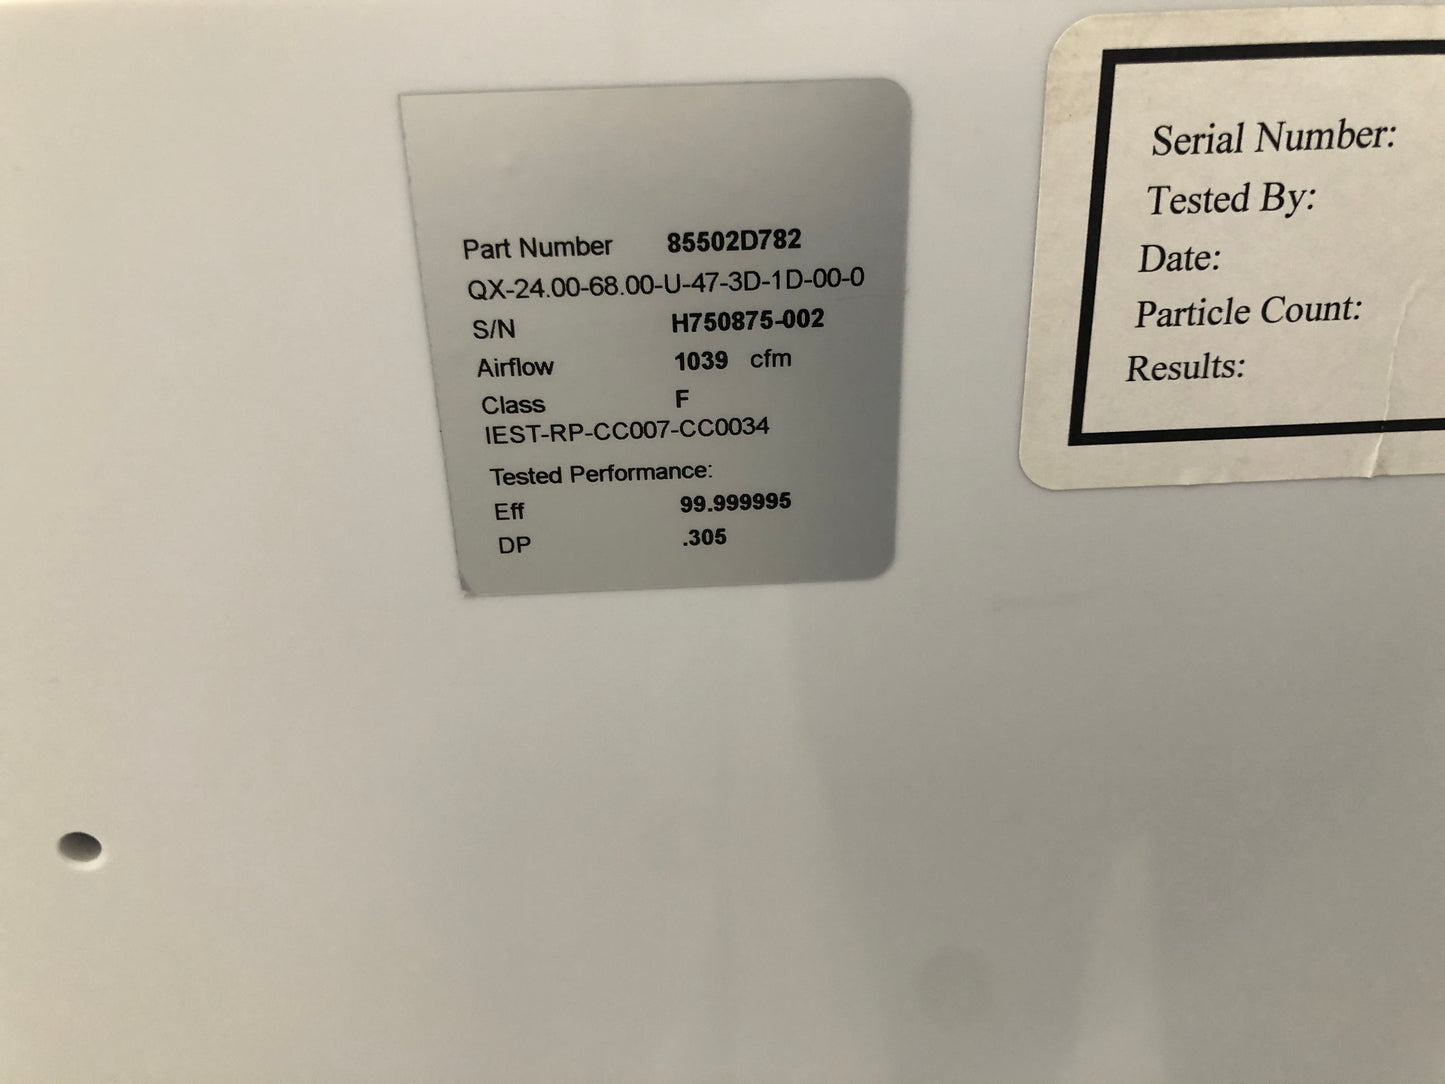 Part Number 85502D782
QX-24.00-68.00-U-47-3D-1D-00-0
S/N H750875-002
Airflow 1039 cfm
Class F
IEST-RP-CC007-CC0034
Tested Performance:
Eff 99.999995
DP .305
Serial Number:
Tested By:
Date:
Particle Count:
Results: